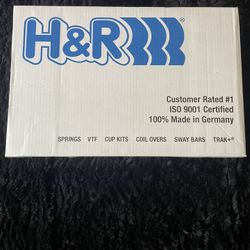 H&R
Customer Rated #1
ISO 9001 Certified
100% Made in Germany
SPRINGS VTF CUP KITS COIL OVERS SWAY BARS TRAK+®